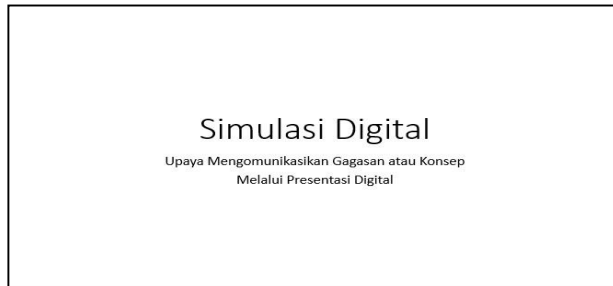 Simulasi Digital
Upaya Mengomunikasikan Gagasan atau Konsep
Melalui Presentasi Digital